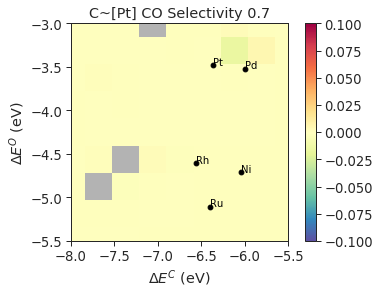 C~[Pt] CO Selectivity 0.7
ΔE^O (eV)
−3.0
−3.5
−4.0
−4.5
−5.0
−5.5
Pt
Pd
Rh
Ni
Ru
−8.0 −7.5 −7.0 −6.5 −6.0 −5.5
ΔE^C (eV)
0.100
0.075
0.050
0.025
0.000
−0.025
−0.050
−0.075
−0.100